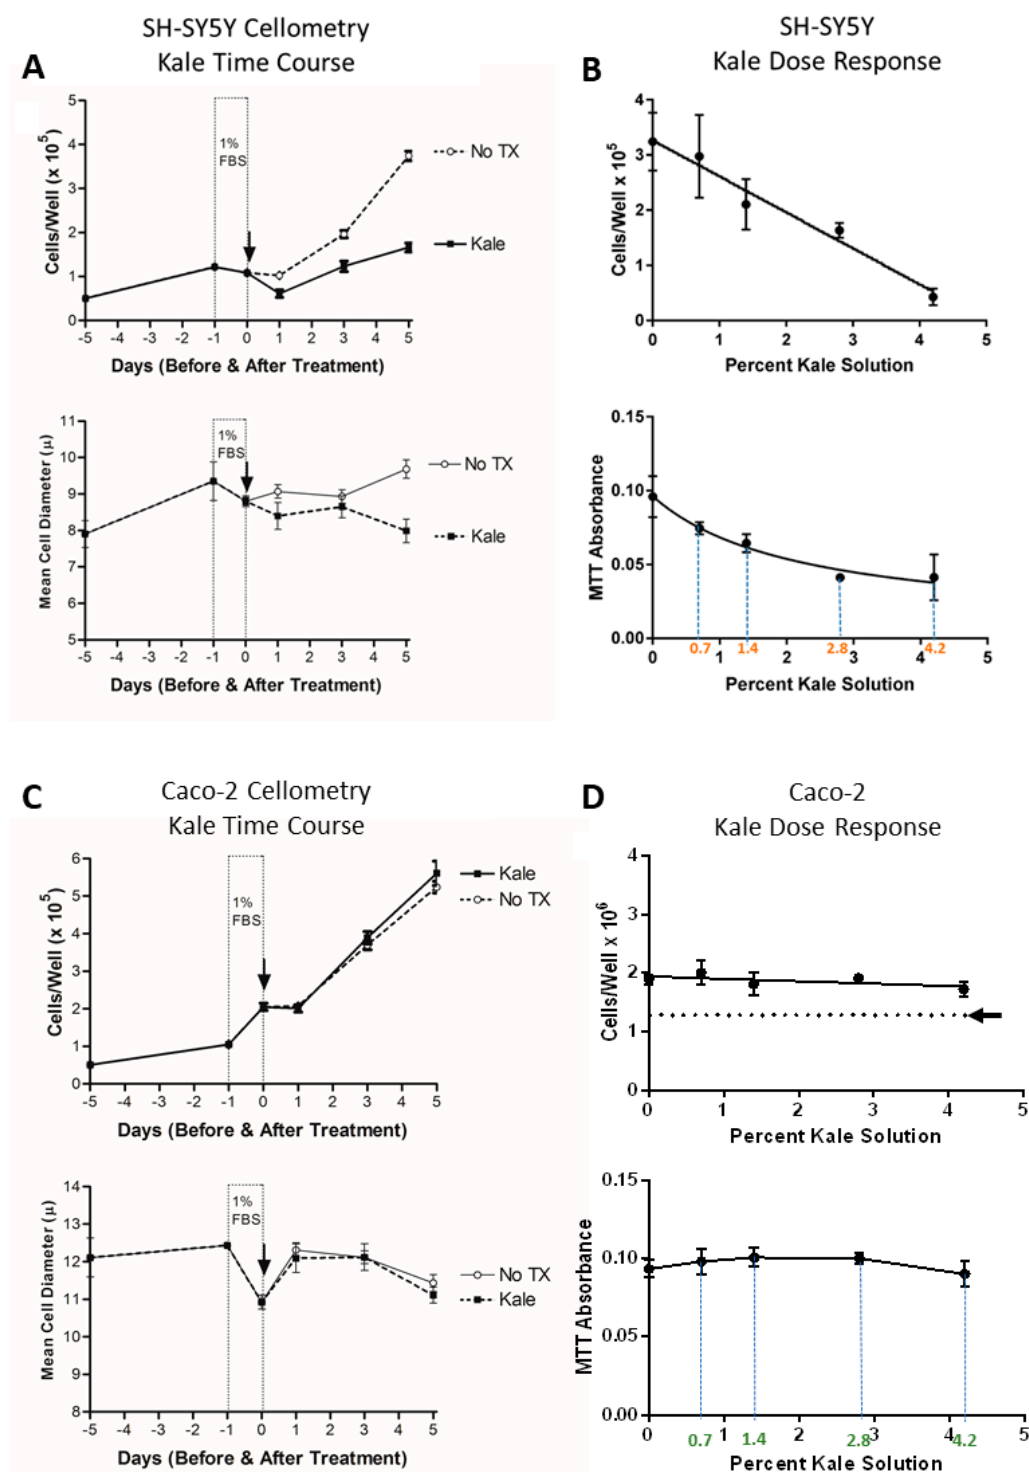 SH-SY5Y Cellometry
Kale Time Course
A
Cells/Well (x 10⁵)
5
4
3
2
1
0
1%
FBS
No TX
Kale
-5 -4 -3 -2 -1 0 1 2 3 4 5
Days (Before & After Treatment)
Mean Cell Diameter (μ)
11
10
9
8
7
6
5
1%
FBS
No TX
Kale
-5 -4 -3 -2 -1 0 1 2 3 4 5
Days (Before & After Treatment)
SH-SY5Y
Kale Dose Response
B
Cells/Well x 10⁵
4
3
2
1
0
0 1 2 3 4 5
Percent Kale Solution
MTT Absorbance
0.15
0.10
0.05
0.00
0 1 2 3 4 5
0.7 1.4 2.8 4.2
Percent Kale Solution
C
Caco-2 Cellometry
Kale Time Course
Cells/Well (x 10⁵)
6
5
4
3
2
1
0
1%
FBS
Kale
No TX
-5 -4 -3 -2 -1 0 1 2 3 4 5
Days (Before & After Treatment)
Mean Cell Diameter (μ)
14
13
12
11
10
9
8
1%
FBS
No TX
Kale
-5 -4 -3 -2 -1 0 1 2 3 4 5
Days (Before & After Treatment)
D
Caco-2
Kale Dose Response
Cells/Well x 10⁶
4
3
2
1
0
0 1 2 3 4 5
Percent Kale Solution
MTT Absorbance
0.15
0.10
0.05
0.00
0 1 2 3 4 5
0.7 1.4 2.8 4.2
Percent Kale Solution